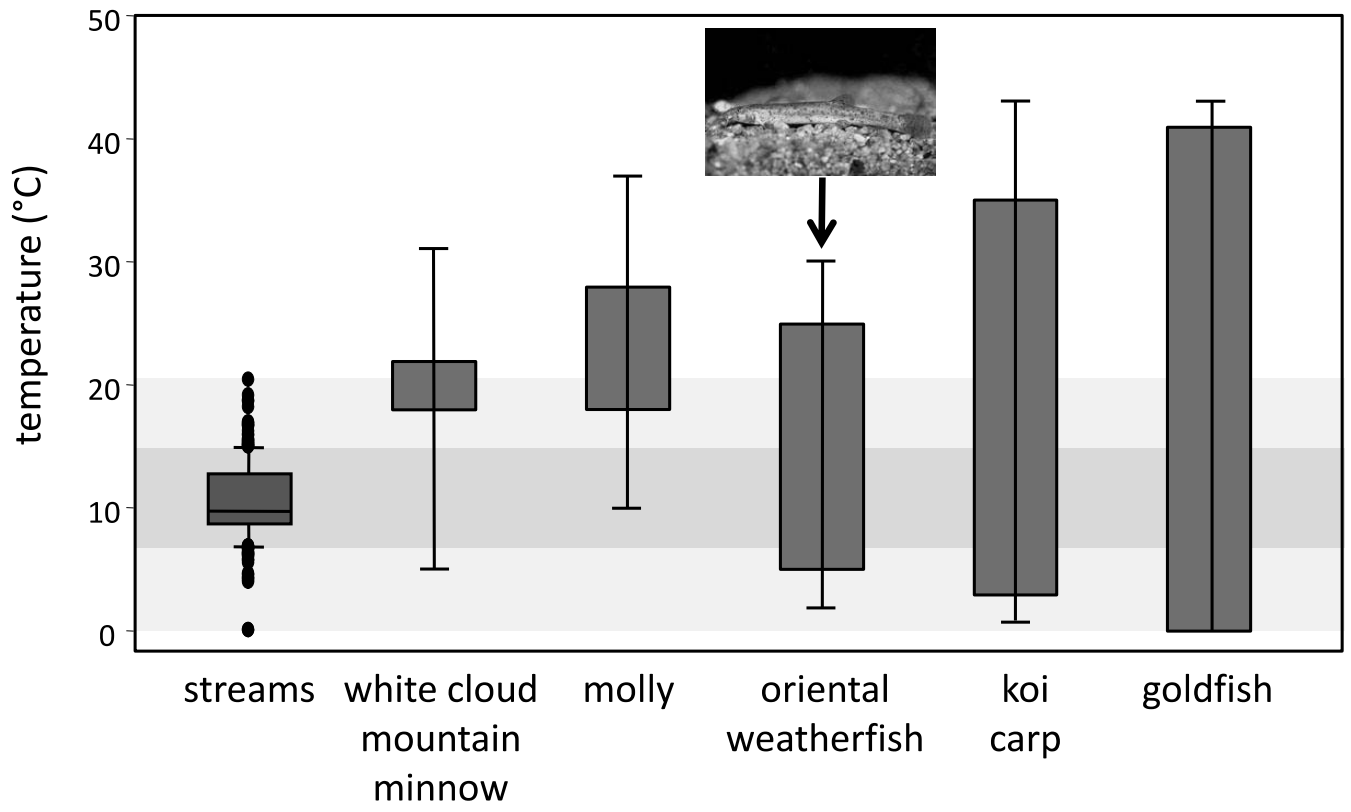 50
40
30
20
10
0
temperature (°C)
streams
white cloud
mountain
minnow
molly
oriental
weatherfish
koi
carp
goldfish